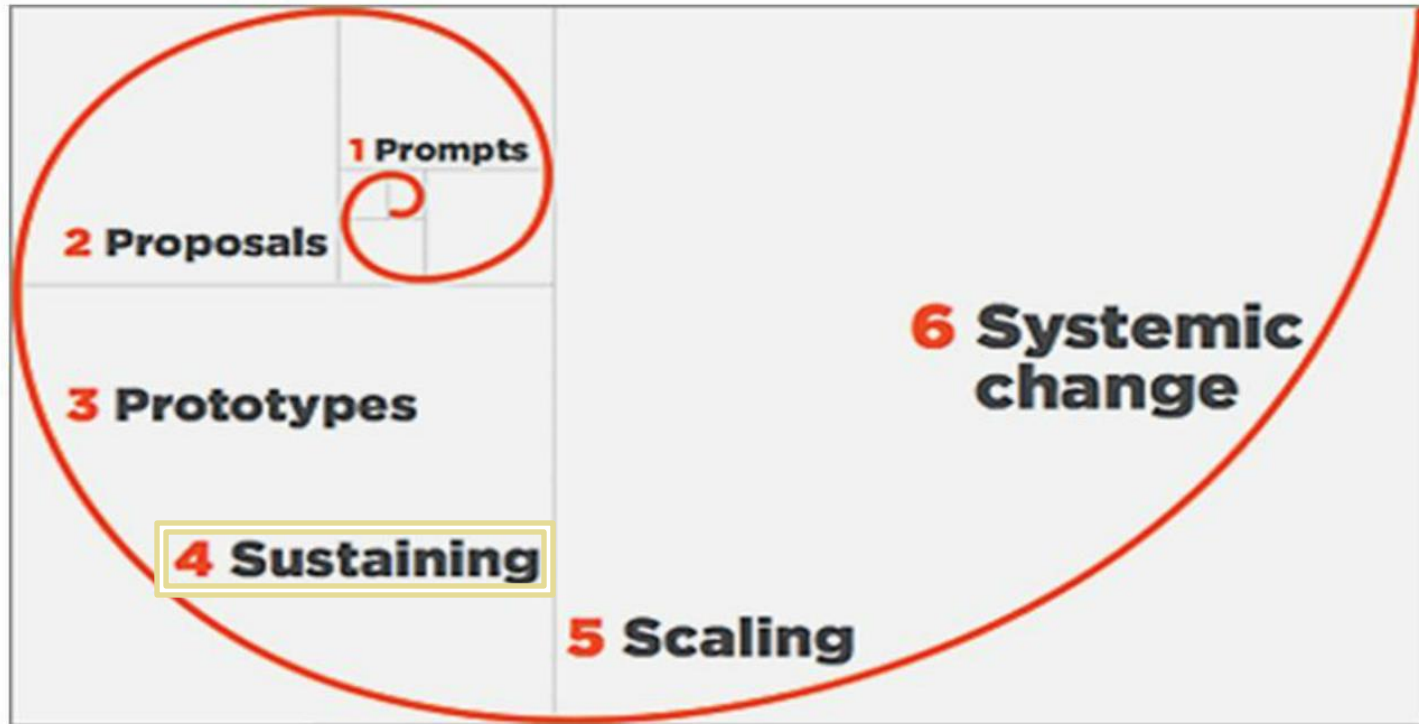 1 Prompts
2 Proposals
3 Prototypes
4 Sustaining
5 Scaling
6 Systemic
change